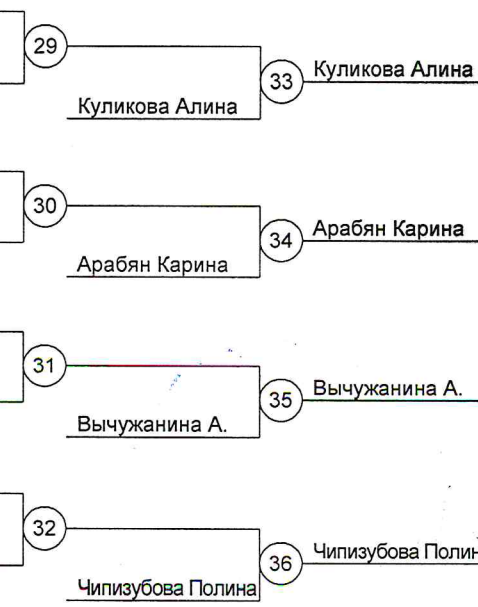 29
33
Куликова Алина
Куликова Алина
30
34
Арабян Карина
Арабян Карина
31
35
Вычужанина А.
Вычужанина А.
32
36
Чипизубова Полин
Чипизубова Полина